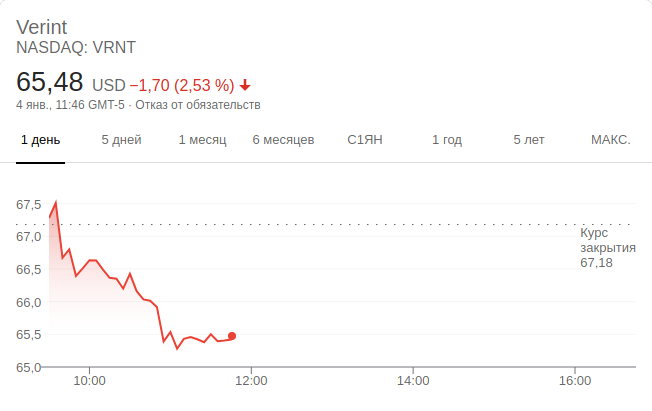 Verint
NASDAQ: VRNT
65,48 USD −1,70 (2,53 %)
4 янв., 11:46 GMT-5 · Отказ от обязательств
1 день 5 дней 1 месяц 6 месяцев С1ЯН 1 год 5 лет МАКС.
67,5
Курс
закрытия
67,18
67,0
66,5
66,0
65,5
65,0
10:00 12:00 14:00 16:00